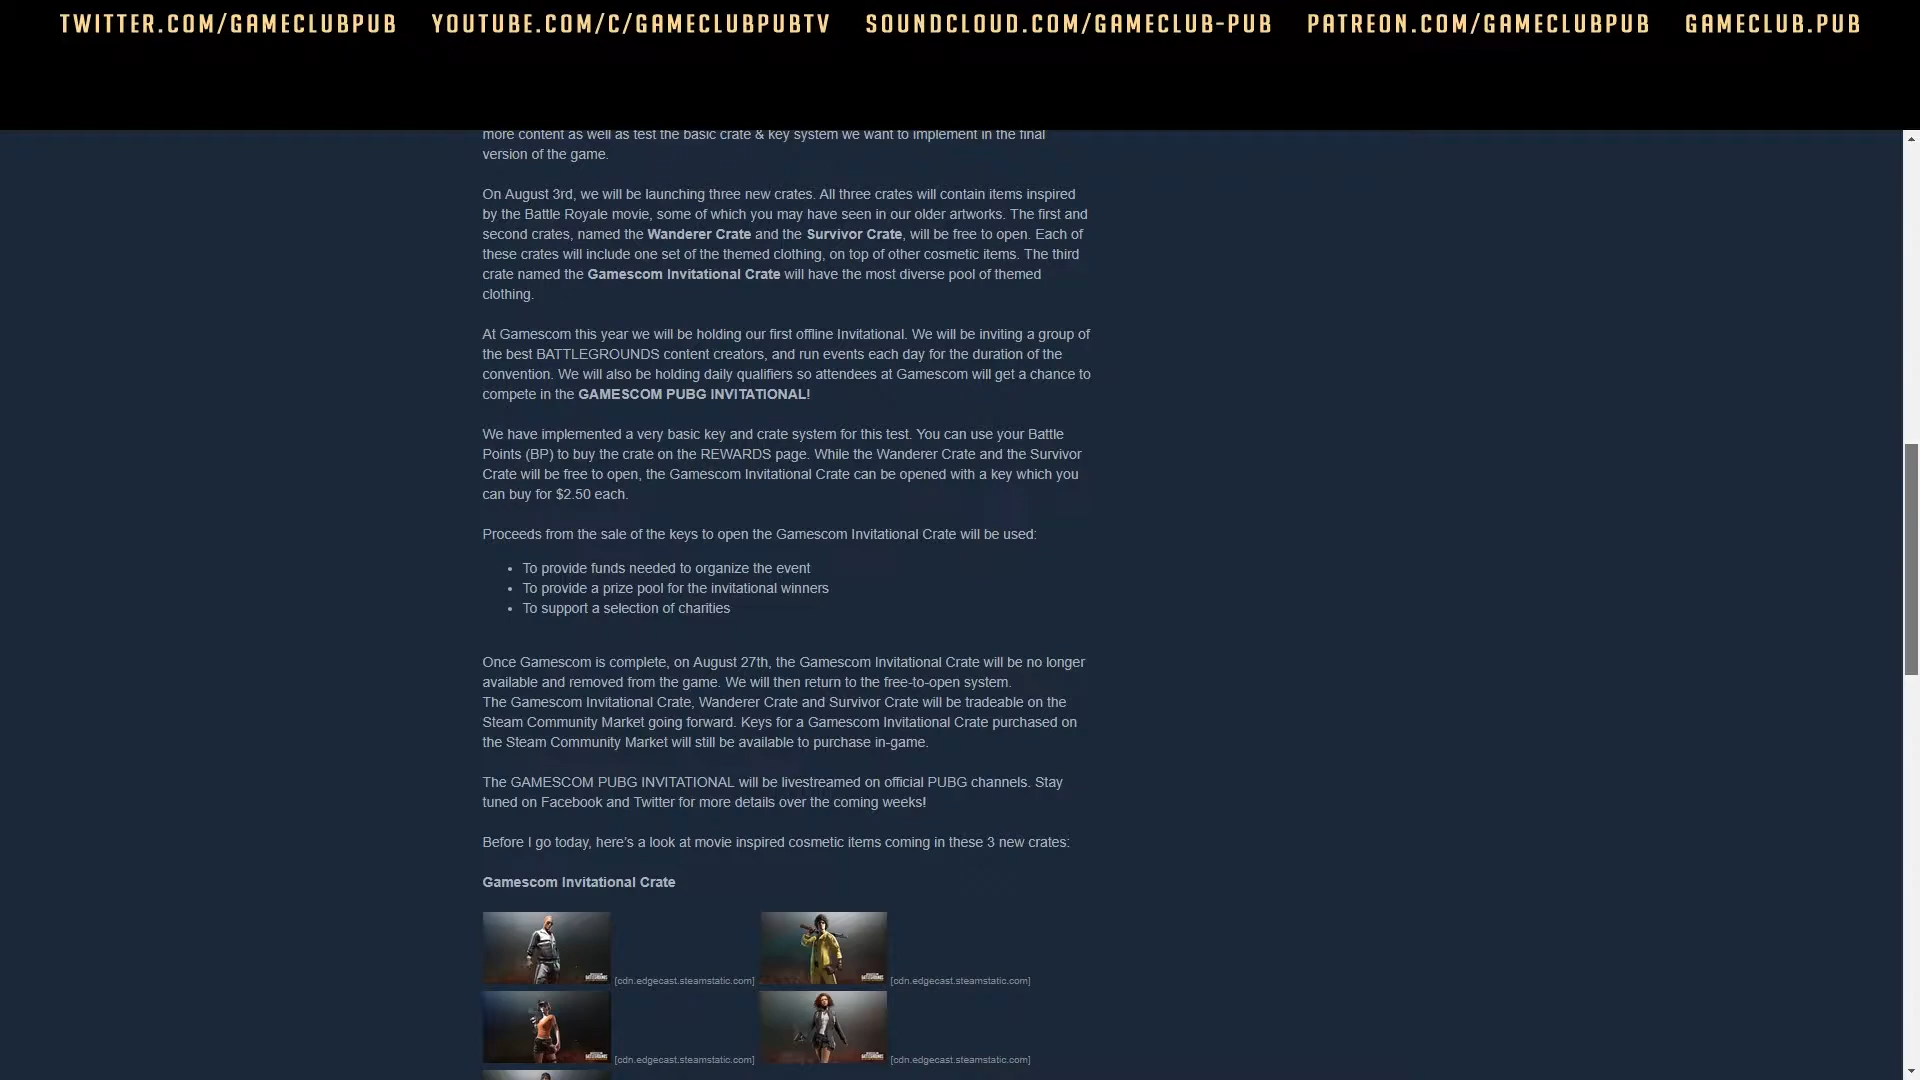 TWITTER.COM/GAMECLUBPUB YOUTUBE.COM/C/GAMECLUBPUBTV SOUNDCLOUD.COM/GAMECLUB-PUB PATREON.COM/GAMECLUBPUB GAMECLUB.PUB
more content as well as test the basic crate & key system we want to implement in the final
version of the game.
On August 3rd, we will be launching three new crates. All three crates will contain items inspired
by the Battle Royale movie, some of which you may have seen in our older artworks. The first and
second crates, named the Wanderer Crate and the Survivor Crate, will be free to open. Each of
these crates will include one set of the themed clothing, on top of other cosmetic items. The third
crate named the Gamescom Invitational Crate will have the most diverse pool of themed
clothing.
At Gamescom this year we will be holding our first offline Invitational. We will be inviting a group of
the best BATTLEGROUNDS content creators, and run events each day for the duration of the
convention. We will also be holding daily qualifiers so attendees at Gamescom will get a chance to
compete in the GAMESCOM PUBG INVITATIONAL!
We have implemented a very basic key and crate system for this test. You can use your Battle
Points (BP) to buy the crate on the REWARDS page. While the Wanderer Crate and the Survivor
Crate will be free to open, the Gamescom Invitational Crate can be opened with a key which you
can buy for $2.50 each.
Proceeds from the sale of the keys to open the Gamescom Invitational Crate will be used:
• To provide funds needed to organize the event
• To provide a prize pool for the invitational winners
• To support a selection of charities
Once Gamescom is complete, on August 27th, the Gamescom Invitational Crate will be no longer
available and removed from the game. We will then return to the free-to-open system.
The Gamescom Invitational Crate, Wanderer Crate and Survivor Crate will be tradeable on the
Steam Community Market going forward. Keys for a Gamescom Invitational Crate purchased on
the Steam Community Market will still be available to purchase in-game.
The GAMESCOM PUBG INVITATIONAL will be livestreamed on official PUBG channels. Stay
tuned on Facebook and Twitter for more details over the coming weeks!
Before I go today, here's a look at movie inspired cosmetic items coming in these 3 new crates:
Gamescom Invitational Crate
[cdn.edgecast.steamstatic.com] [cdn.edgecast.steamstatic.com]
[cdn.edgecast.steamstatic.com] [cdn.edgecast.steamstatic.com]